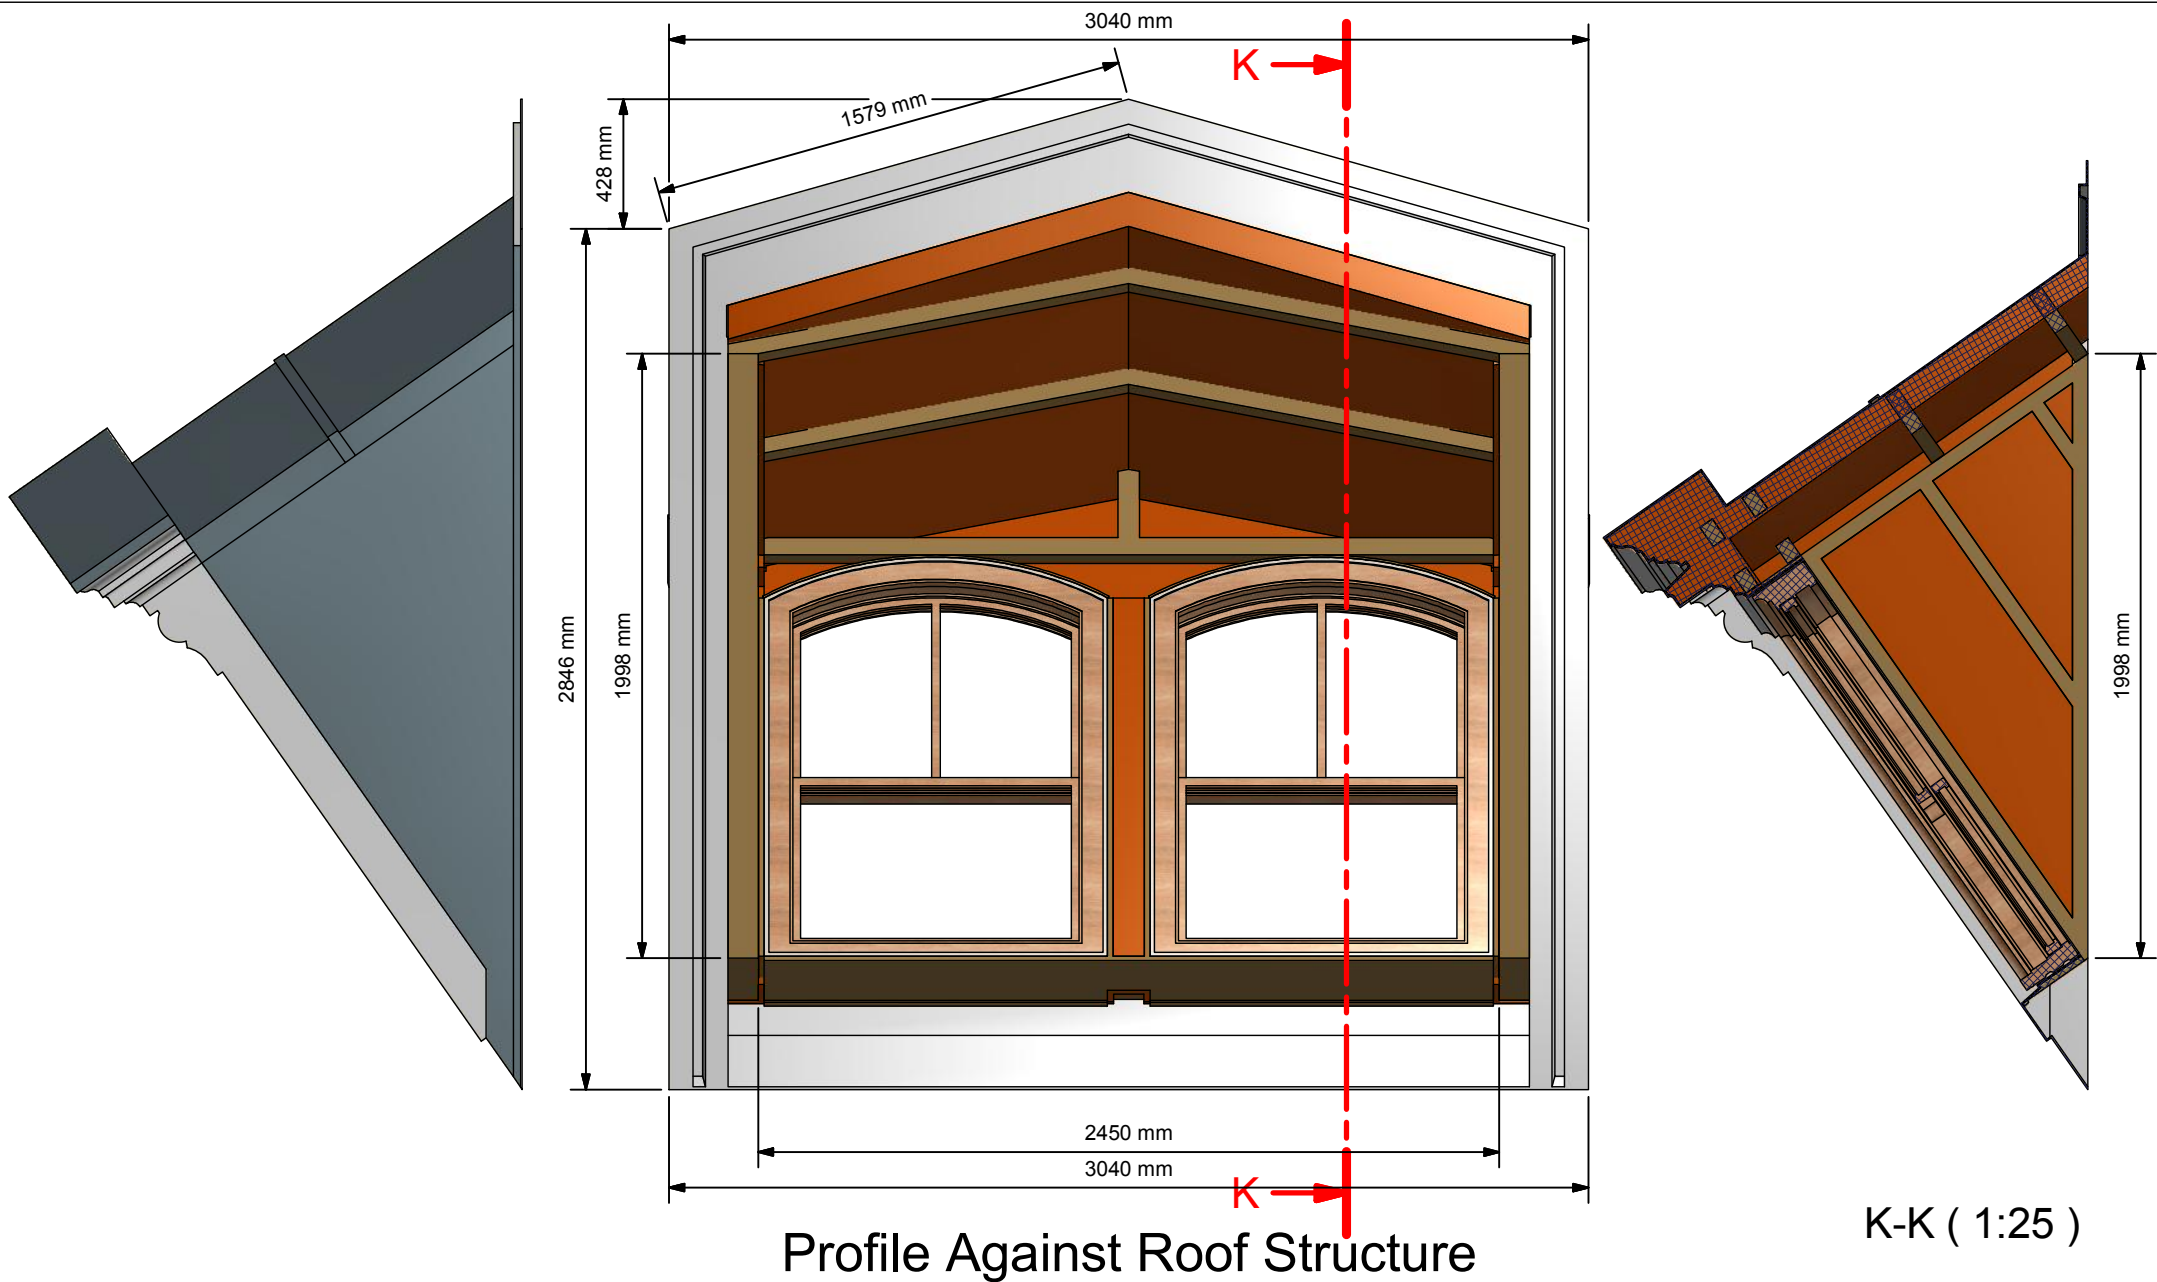 3040 mm
K
1579 mm
428 mm
2846 mm
1998 mm
1998 mm
2450 mm
3040 mm
K
K-K ( 1:25 )
Profile Against Roof Structure